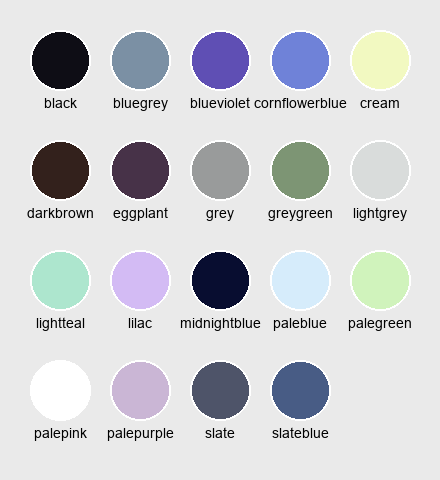 black bluegrey blueviolet cornflowerblue cream
darkbrown eggplant grey greygreen lightgrey
lightteal lilac midnightblue paleblue palegreen
palepink palepurple slate slateblue